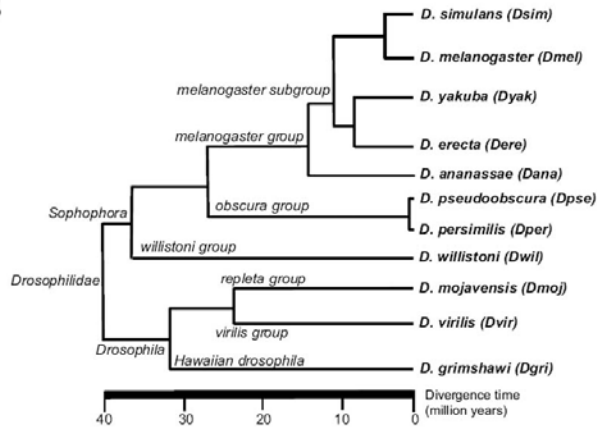 D. simulans (Dsim)
D. melanogaster (Dmel)
melanogaster subgroup
D. yakuba (Dyak)
melanogaster group
D. erecta (Dere)
D. ananassae (Dana)
D. pseudoobscura (Dpse)
obscura group
Sophophora
D. persimilis (Dper)
willistoni group
D. willistoni (Dwil)
Drosophilidae
repleta group
D. mojavensis (Dmoj)
D. virilis (Dvir)
virilis group
Drosophila
Hawaiian drosophila
D. grimshawi (Dgri)
Divergence time
(million years)
40 30 20 10 0